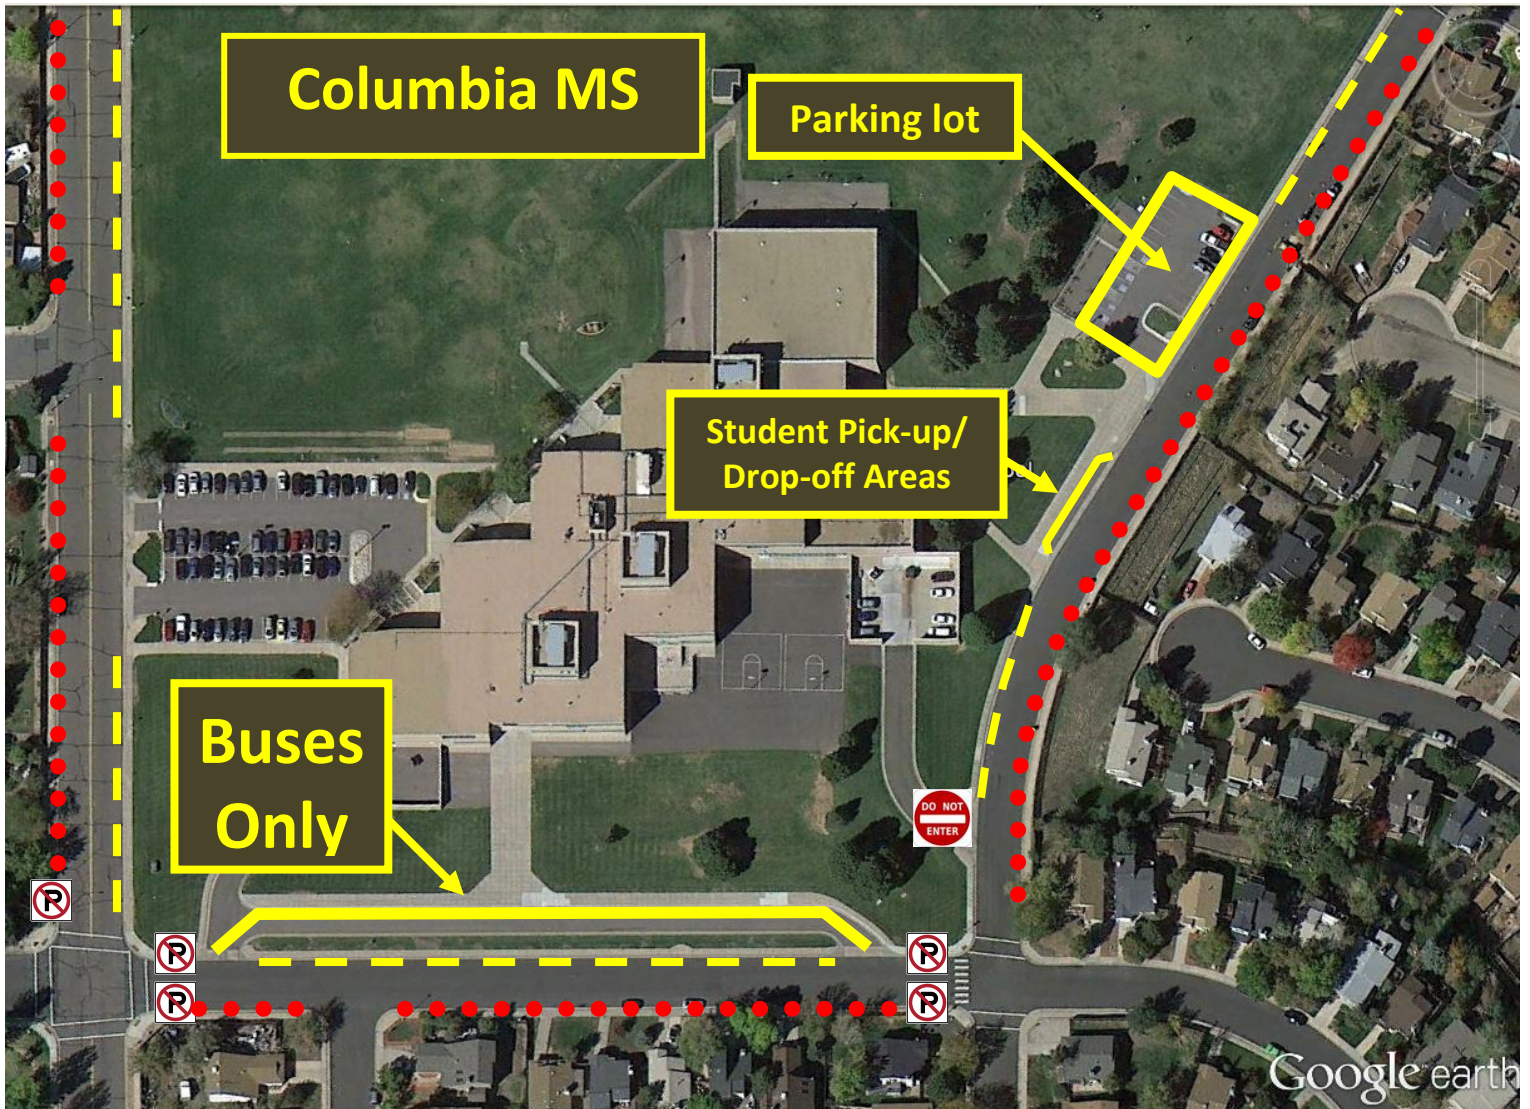 Columbia MS
Parking lot
Student Pick-up/
Drop-off Areas
Buses
Only
DO NOT
ENTER
P
P
P
P
P
Google earth